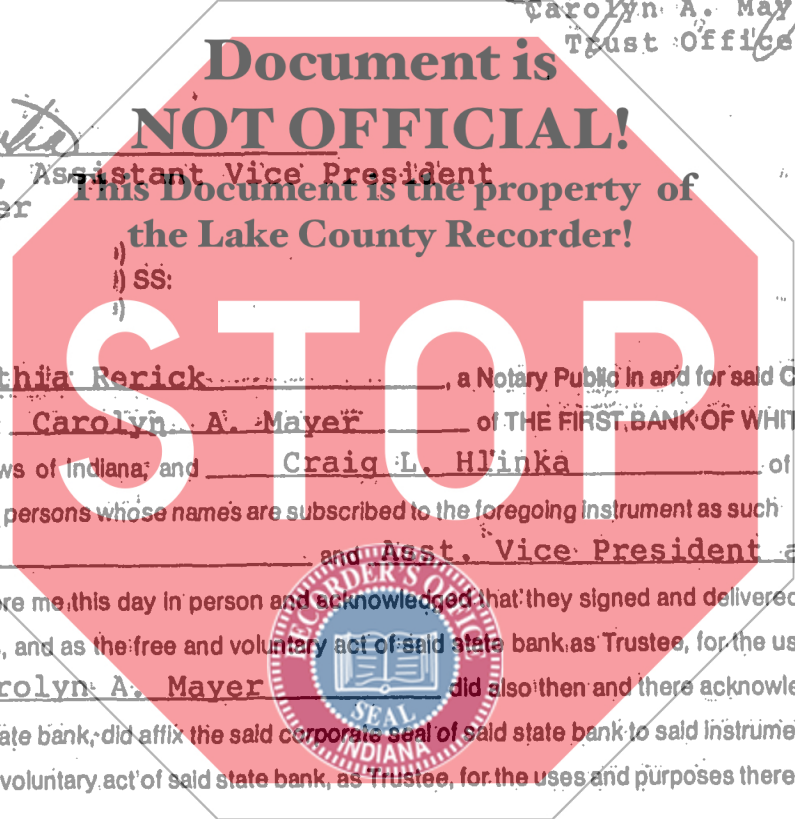 Carolyn A. May
Trust Office
Document is
NOT OFFICIAL!
Assistant Vice President
er
This Document is the property of
the Lake County Recorder!
)
) SS:
)
STOP
thia Rerick , a Notary Public in and for said C
Carolyn A. Mayer of THE FIRST BANK OF WHIT
ws of Indiana, and Craig L. Hlinka of
persons whose names are subscribed to the foregoing instrument as such
and Asst. Vice President a
re me this day in person and acknowledged that they signed and delivered
, and as the free and voluntary act of said state bank as Trustee, for the us
rolyn A. Mayer did also then and there acknowle
ate bank, did affix the said corporate seal of said state bank to said instrume
voluntary act of said state bank, as Trustee, for the uses and purposes there
SEAL
INDIANA